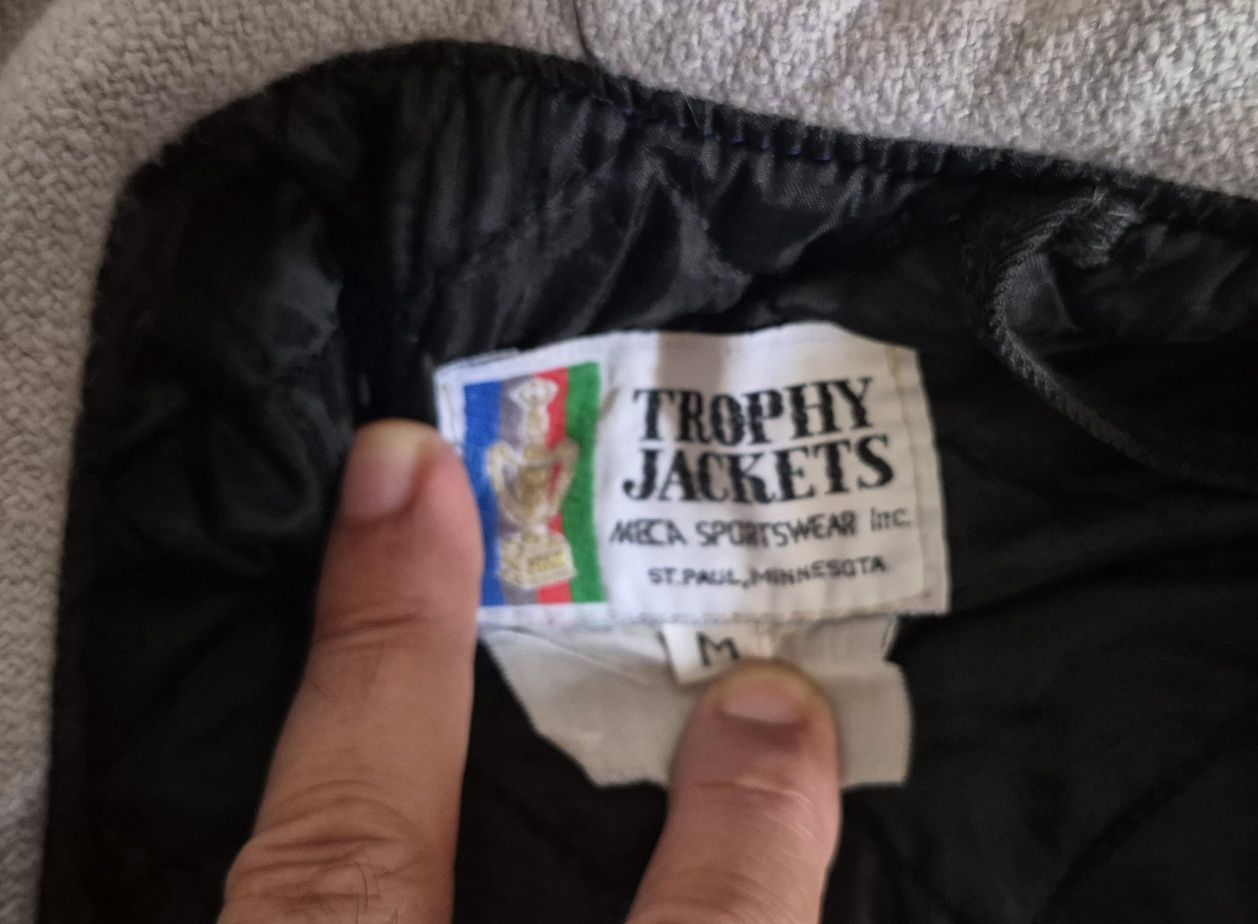 TROPHY
JACKETS
MECA SPORTSWEAR Inc.
ST. PAUL, MINNESOTA
M